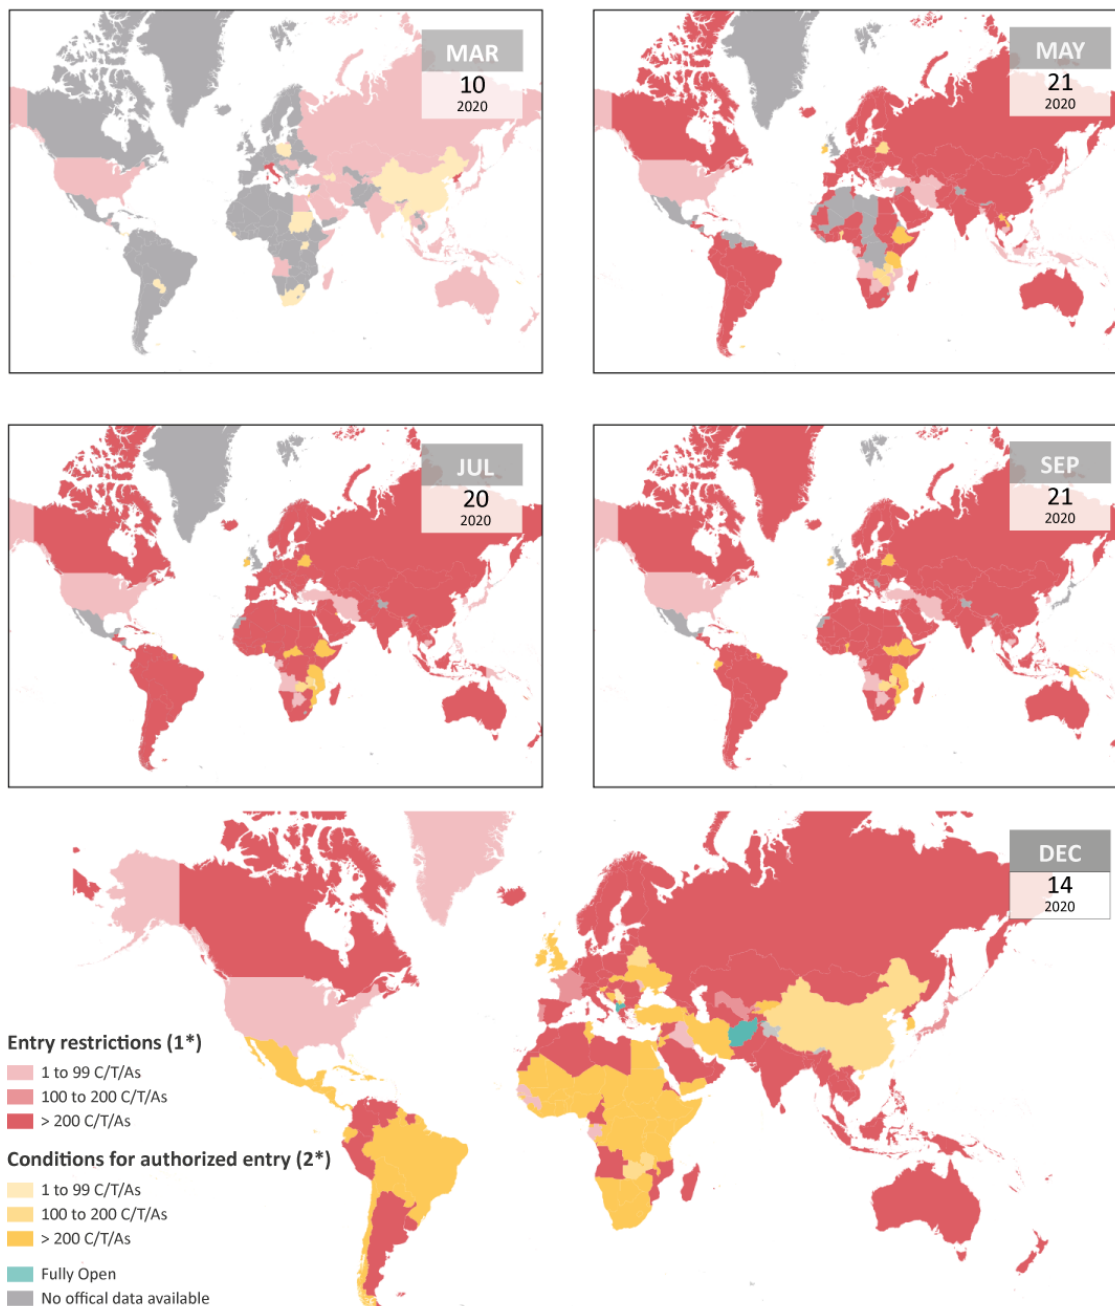 MAR
10
2020
MAY
21
2020
JUL
20
2020
SEP
21
2020
DEC
14
2020
Entry restrictions (1*)
1 to 99 C/T/As
100 to 200 C/T/As
> 200 C/T/As
Conditions for authorized entry (2*)
1 to 99 C/T/As
100 to 200 C/T/As
> 200 C/T/As
Fully Open
No offical data available